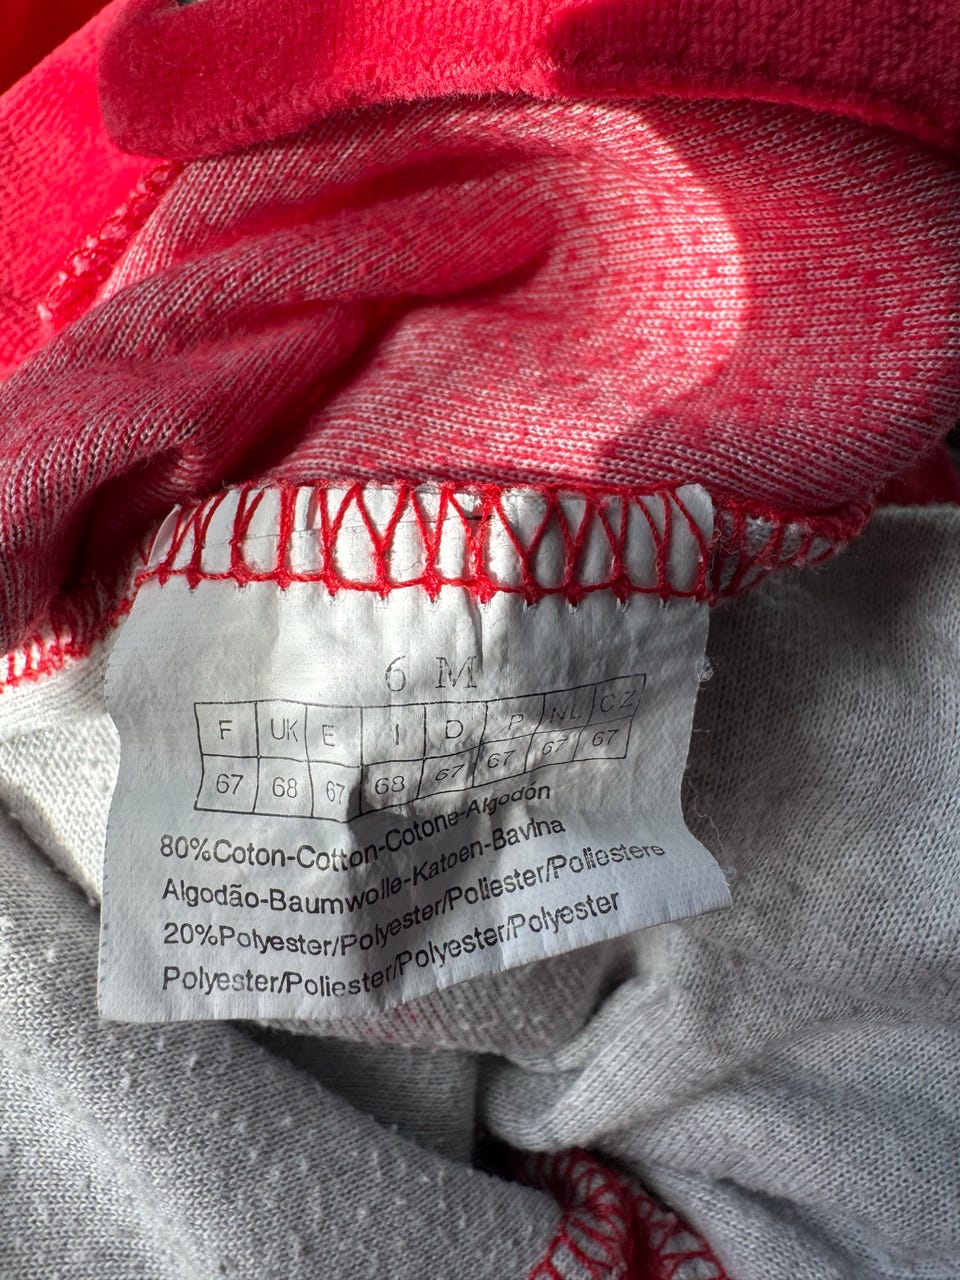 6 M
F UK E I D P NL CZ
67 68 67 68 67 67 67 67
80%Coton-Cotton-Cotone-Algodón
Algodão-Baumwolle-Katoen-Bavlna
20%Polyester/Polyester/Poliester/Poliestere
Polyester/Poliester/Polyester/Polyester